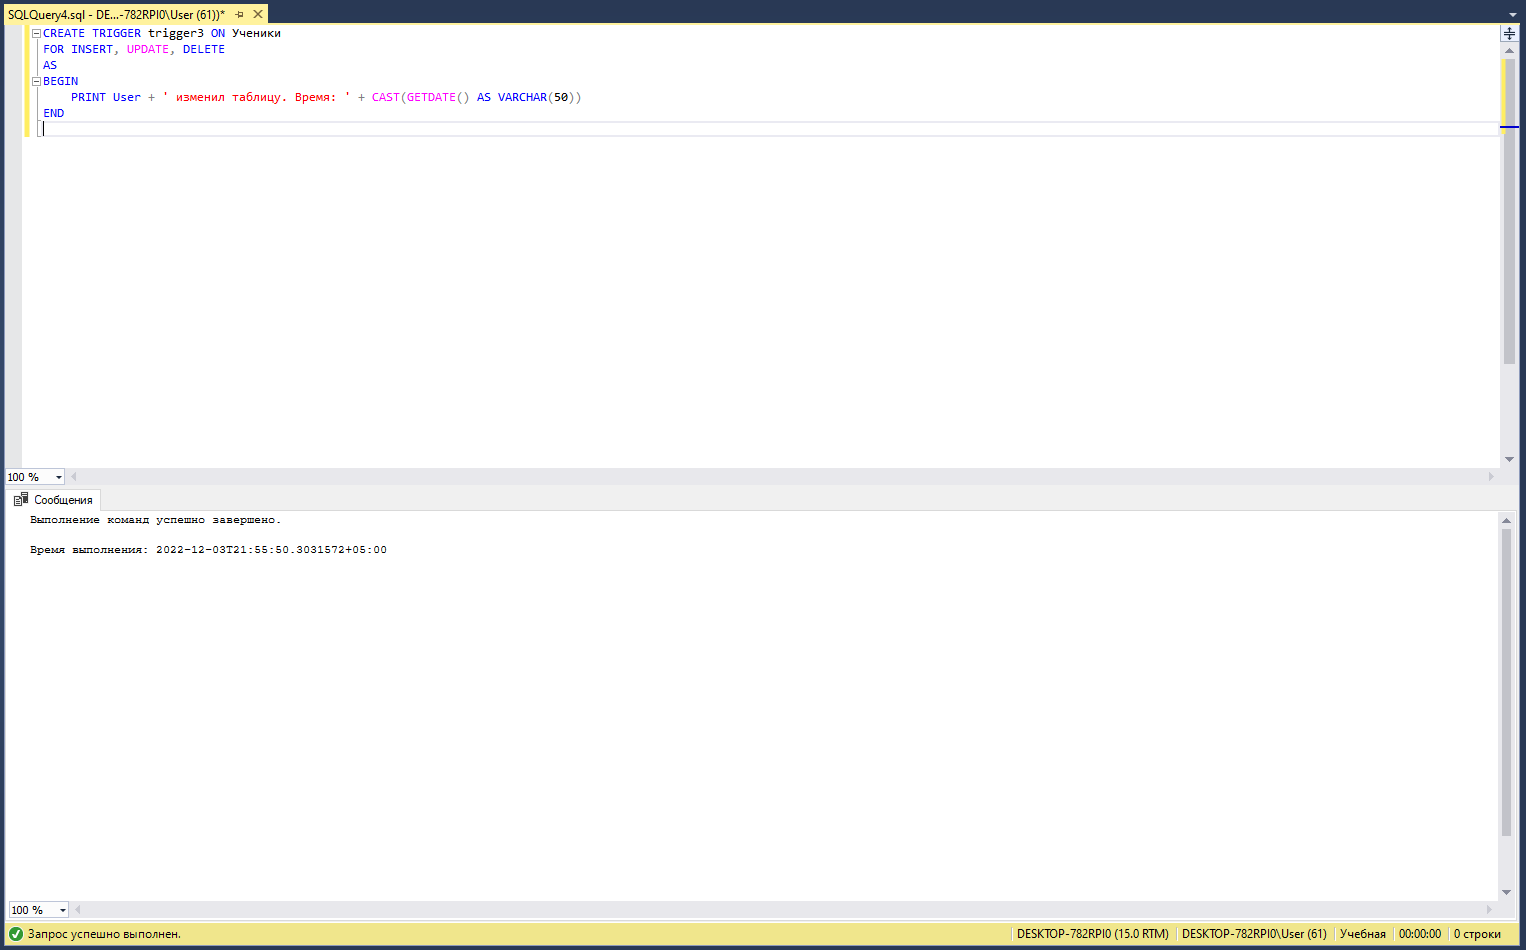 SQLQuery4.sql - DE...-782RPI0\User (61))*
CREATE TRIGGER trigger3 ON Ученики
FOR INSERT, UPDATE, DELETE
AS
BEGIN
PRINT User + ' изменил таблицу. Время: ' + CAST(GETDATE() AS VARCHAR(50))
END
100 %
Сообщения
Выполнение команд успешно завершено.
Время выполнения: 2022-12-03T21:55:50.3031572+05:00
100 %
Запрос успешно выполнен. DESKTOP-782RPI0 (15.0 RTM) DESKTOP-782RPI0\User (61) Учебная 00:00:00 0 строки